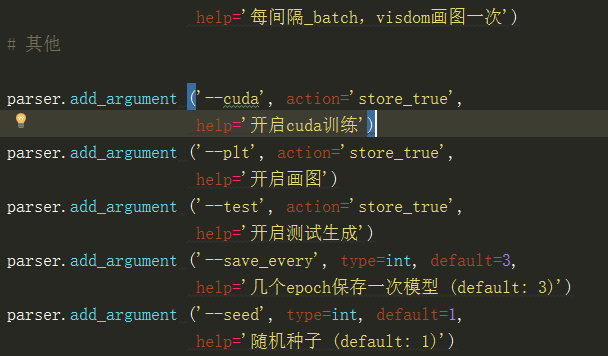 help='每间隔_batch，visdom画图一次')
# 其他
parser.add_argument ('--cuda', action='store_true',
help='开启cuda训练')
parser.add_argument ('--plt', action='store_true',
help='开启画图')
parser.add_argument ('--test', action='store_true',
help='开启测试生成')
parser.add_argument ('--save_every', type=int, default=3,
help='几个epoch保存一次模型 (default: 3)')
parser.add_argument ('--seed', type=int, default=1,
help='随机种子 (default: 1)')